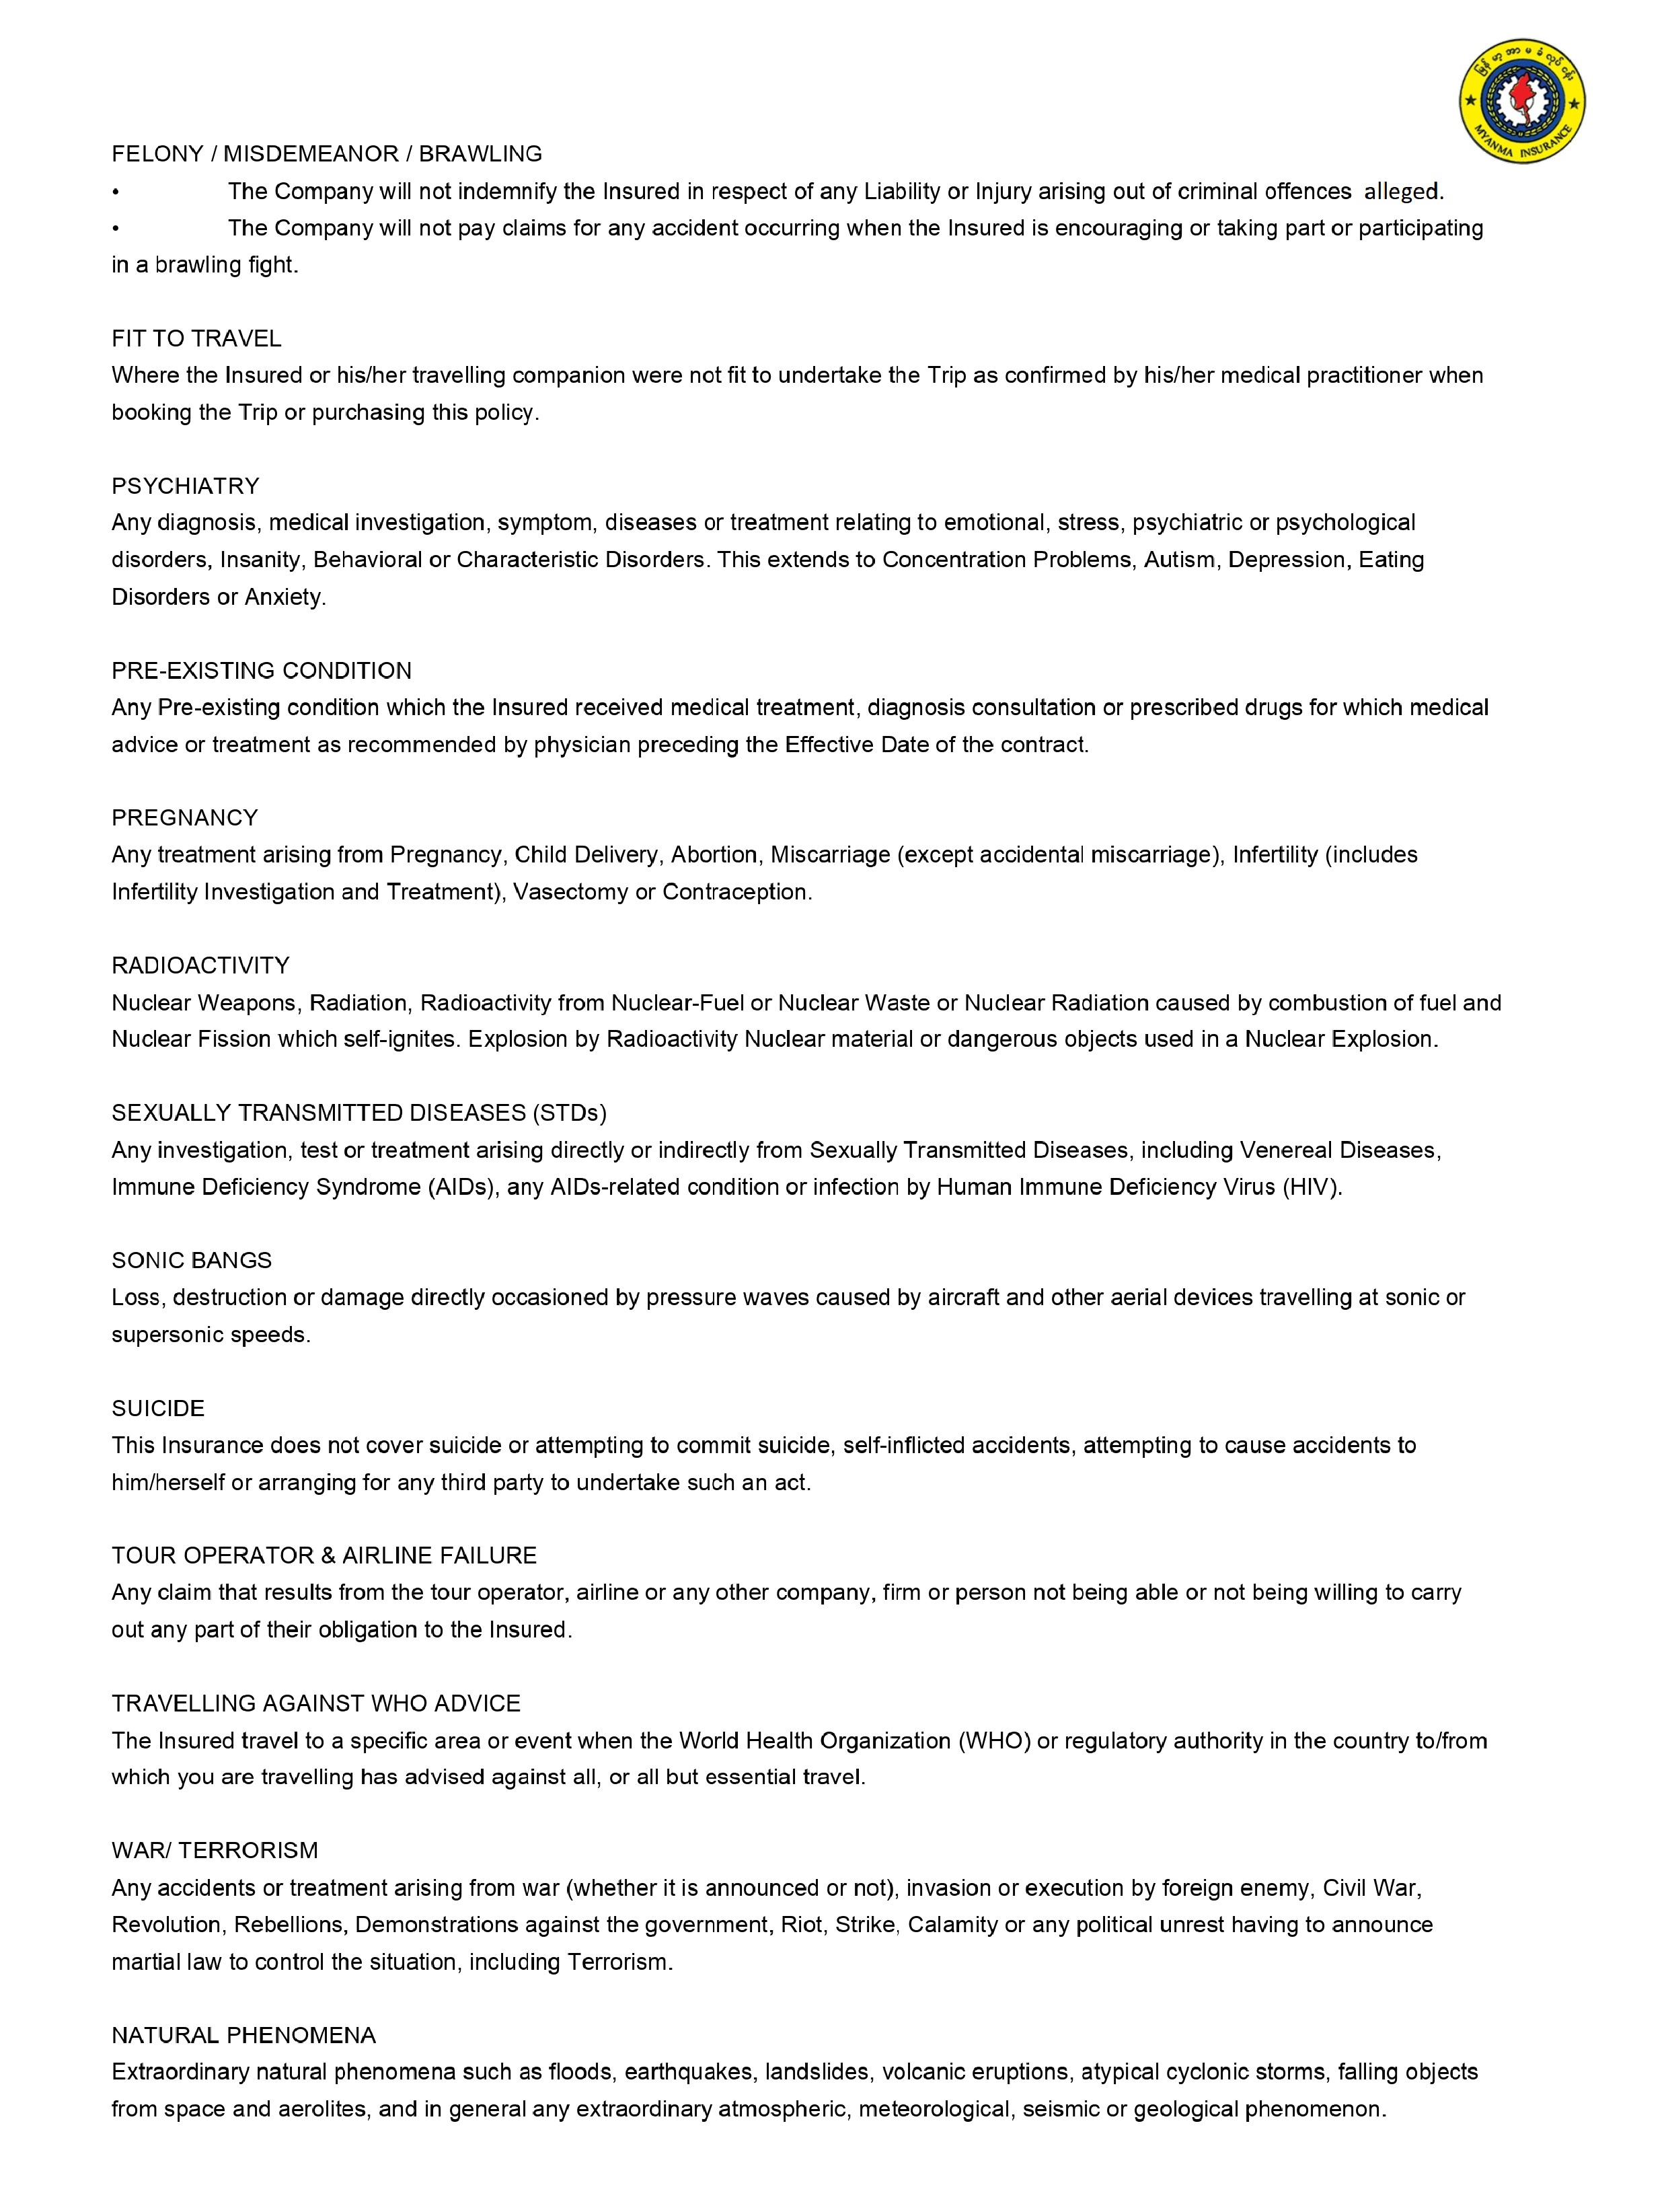 မြန်မာ့အာမခံလုပ်ငန်း
MYANMA INSURANCE
FELONY / MISDEMEANOR / BRAWLING
• The Company will not indemnify the Insured in respect of any Liability or Injury arising out of criminal offences alleged.
• The Company will not pay claims for any accident occurring when the Insured is encouraging or taking part or participating
in a brawling fight.
FIT TO TRAVEL
Where the Insured or his/her travelling companion were not fit to undertake the Trip as confirmed by his/her medical practitioner when
booking the Trip or purchasing this policy.
PSYCHIATRY
Any diagnosis, medical investigation, symptom, diseases or treatment relating to emotional, stress, psychiatric or psychological
disorders, Insanity, Behavioral or Characteristic Disorders. This extends to Concentration Problems, Autism, Depression, Eating
Disorders or Anxiety.
PRE-EXISTING CONDITION
Any Pre-existing condition which the Insured received medical treatment, diagnosis consultation or prescribed drugs for which medical
advice or treatment as recommended by physician preceding the Effective Date of the contract.
PREGNANCY
Any treatment arising from Pregnancy, Child Delivery, Abortion, Miscarriage (except accidental miscarriage), Infertility (includes
Infertility Investigation and Treatment), Vasectomy or Contraception.
RADIOACTIVITY
Nuclear Weapons, Radiation, Radioactivity from Nuclear-Fuel or Nuclear Waste or Nuclear Radiation caused by combustion of fuel and
Nuclear Fission which self-ignites. Explosion by Radioactivity Nuclear material or dangerous objects used in a Nuclear Explosion.
SEXUALLY TRANSMITTED DISEASES (STDs)
Any investigation, test or treatment arising directly or indirectly from Sexually Transmitted Diseases, including Venereal Diseases,
Immune Deficiency Syndrome (AIDs), any AIDs-related condition or infection by Human Immune Deficiency Virus (HIV).
SONIC BANGS
Loss, destruction or damage directly occasioned by pressure waves caused by aircraft and other aerial devices travelling at sonic or
supersonic speeds.
SUICIDE
This Insurance does not cover suicide or attempting to commit suicide, self-inflicted accidents, attempting to cause accidents to
him/herself or arranging for any third party to undertake such an act.
TOUR OPERATOR & AIRLINE FAILURE
Any claim that results from the tour operator, airline or any other company, firm or person not being able or not being willing to carry
out any part of their obligation to the Insured.
TRAVELLING AGAINST WHO ADVICE
The Insured travel to a specific area or event when the World Health Organization (WHO) or regulatory authority in the country to/from
which you are travelling has advised against all, or all but essential travel.
WAR/ TERRORISM
Any accidents or treatment arising from war (whether it is announced or not), invasion or execution by foreign enemy, Civil War,
Revolution, Rebellions, Demonstrations against the government, Riot, Strike, Calamity or any political unrest having to announce
martial law to control the situation, including Terrorism.
NATURAL PHENOMENA
Extraordinary natural phenomena such as floods, earthquakes, landslides, volcanic eruptions, atypical cyclonic storms, falling objects
from space and aerolites, and in general any extraordinary atmospheric, meteorological, seismic or geological phenomenon.